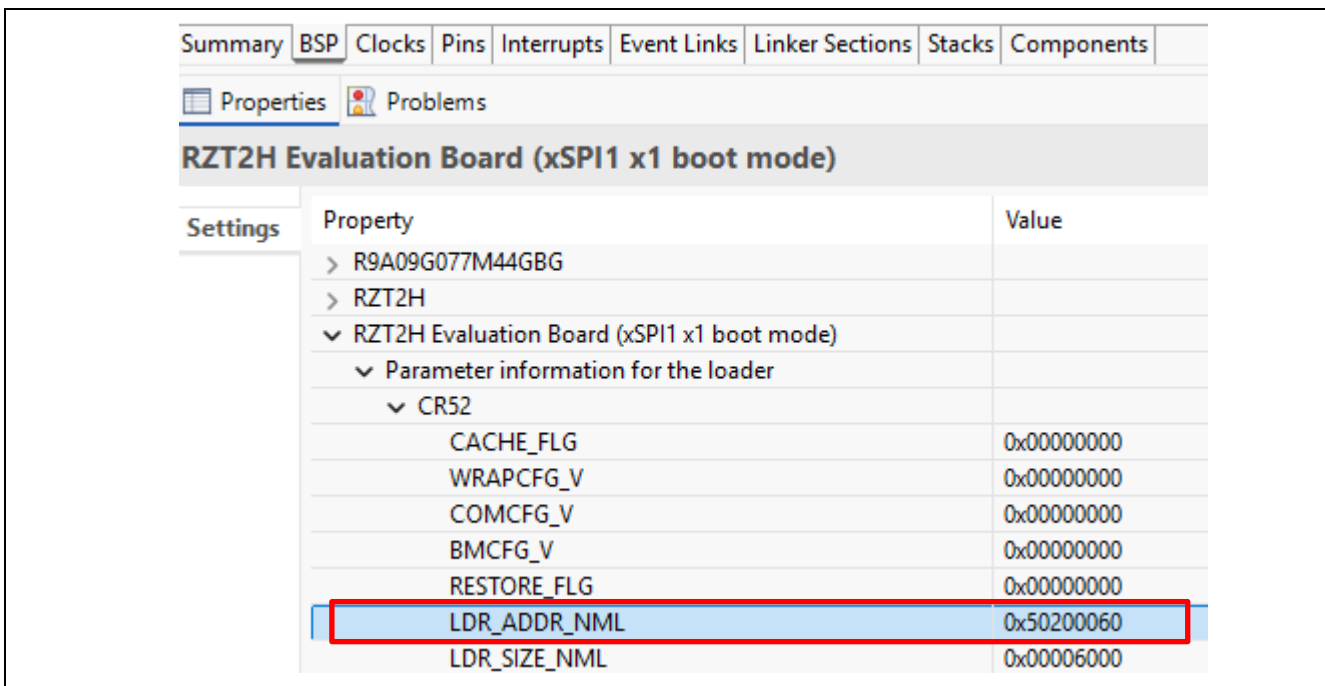 Summary BSP Clocks Pins Interrupts Event Links Linker Sections Stacks Components
Properties Problems
RZT2H Evaluation Board (xSPI1 x1 boot mode)
Settings Property Value
R9A09G077M44GBG
RZT2H
RZT2H Evaluation Board (xSPI1 x1 boot mode)
Parameter information for the loader
CR52
CACHE_FLG 0x00000000
WRAPCFG_V 0x00000000
COMCFG_V 0x00000000
BMCFG_V 0x00000000
RESTORE_FLG 0x00000000
LDR_ADDR_NML 0x50200060
LDR_SIZE_NML 0x00006000